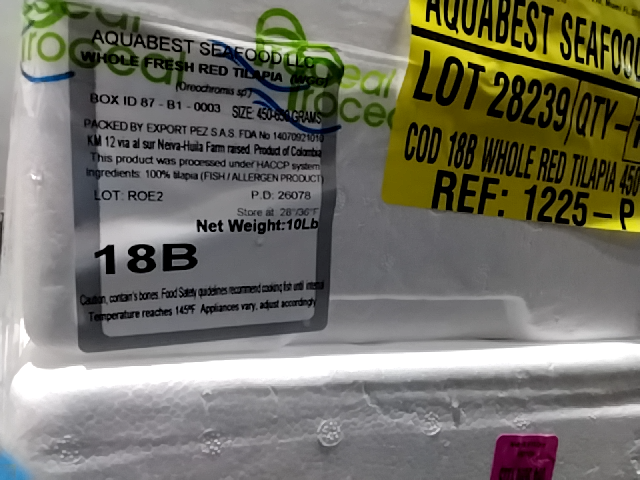 AQUABEST SEAFOOD LLC
WHOLE FRESH RED TILAPIA (WGG)
(Oreochromis sp)
BOX ID 87 - B1 - 0003 SIZE: 450-650 GRAMS
PACKED BY EXPORT PEZ S.A.S. FDA No 14070921010
KM 12 via al sur Neiva-Huila Farm raised. Product of Colombia
This product was processed under HACCP system
Ingredients: 100% tilapia (FISH / ALLERGEN PRODUCT)
LOT: ROE2 P.D: 26078
Store at: 28°/36°F
Net Weight:10Lb
18B
Caution, contain's bones. Food Safety guidelines recommend cooking fish until internal
Temperature reaches 145°F. Appliances vary, adjust accordingly
AQUABEST SEAFOOD
LOT 28239 QTY-
COD 18B WHOLE RED TILAPIA 450
REF: 1225-P